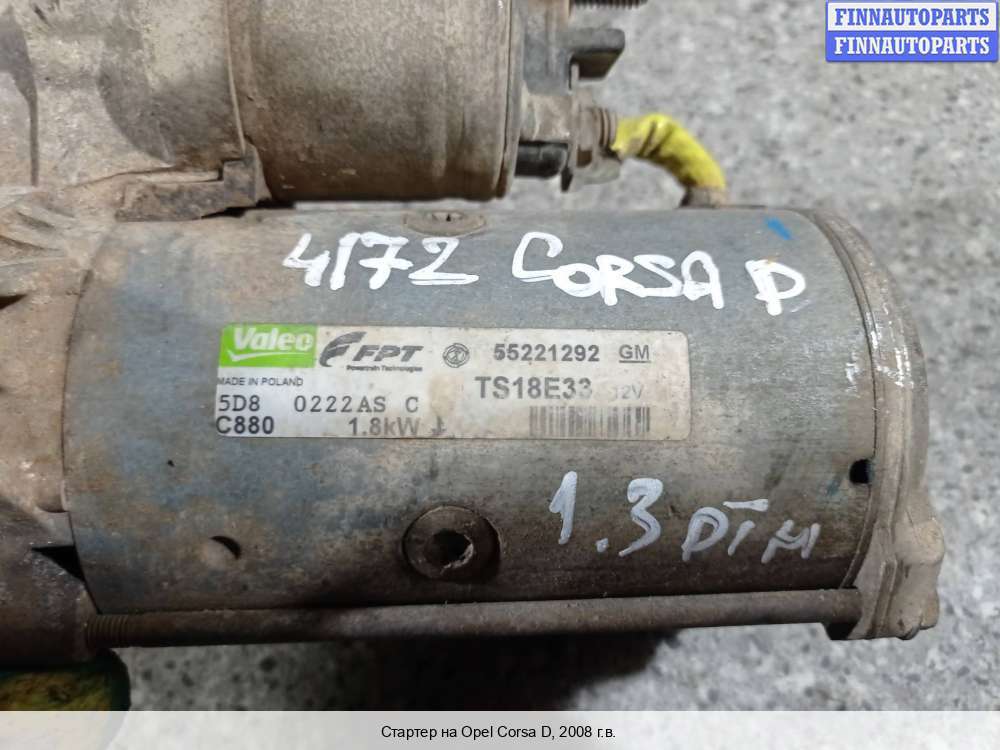 FINNAUTOPARTS
FINNAUTOPARTS
4172 CORSA D
Valeo FPT 55221292 GM
Powertrain Technologies
MADE IN POLAND TS18E33 12V
5D8 0222AS C
C880 1.8kW
1.3 DTM
Стартер на Opel Corsa D, 2008 г.в.